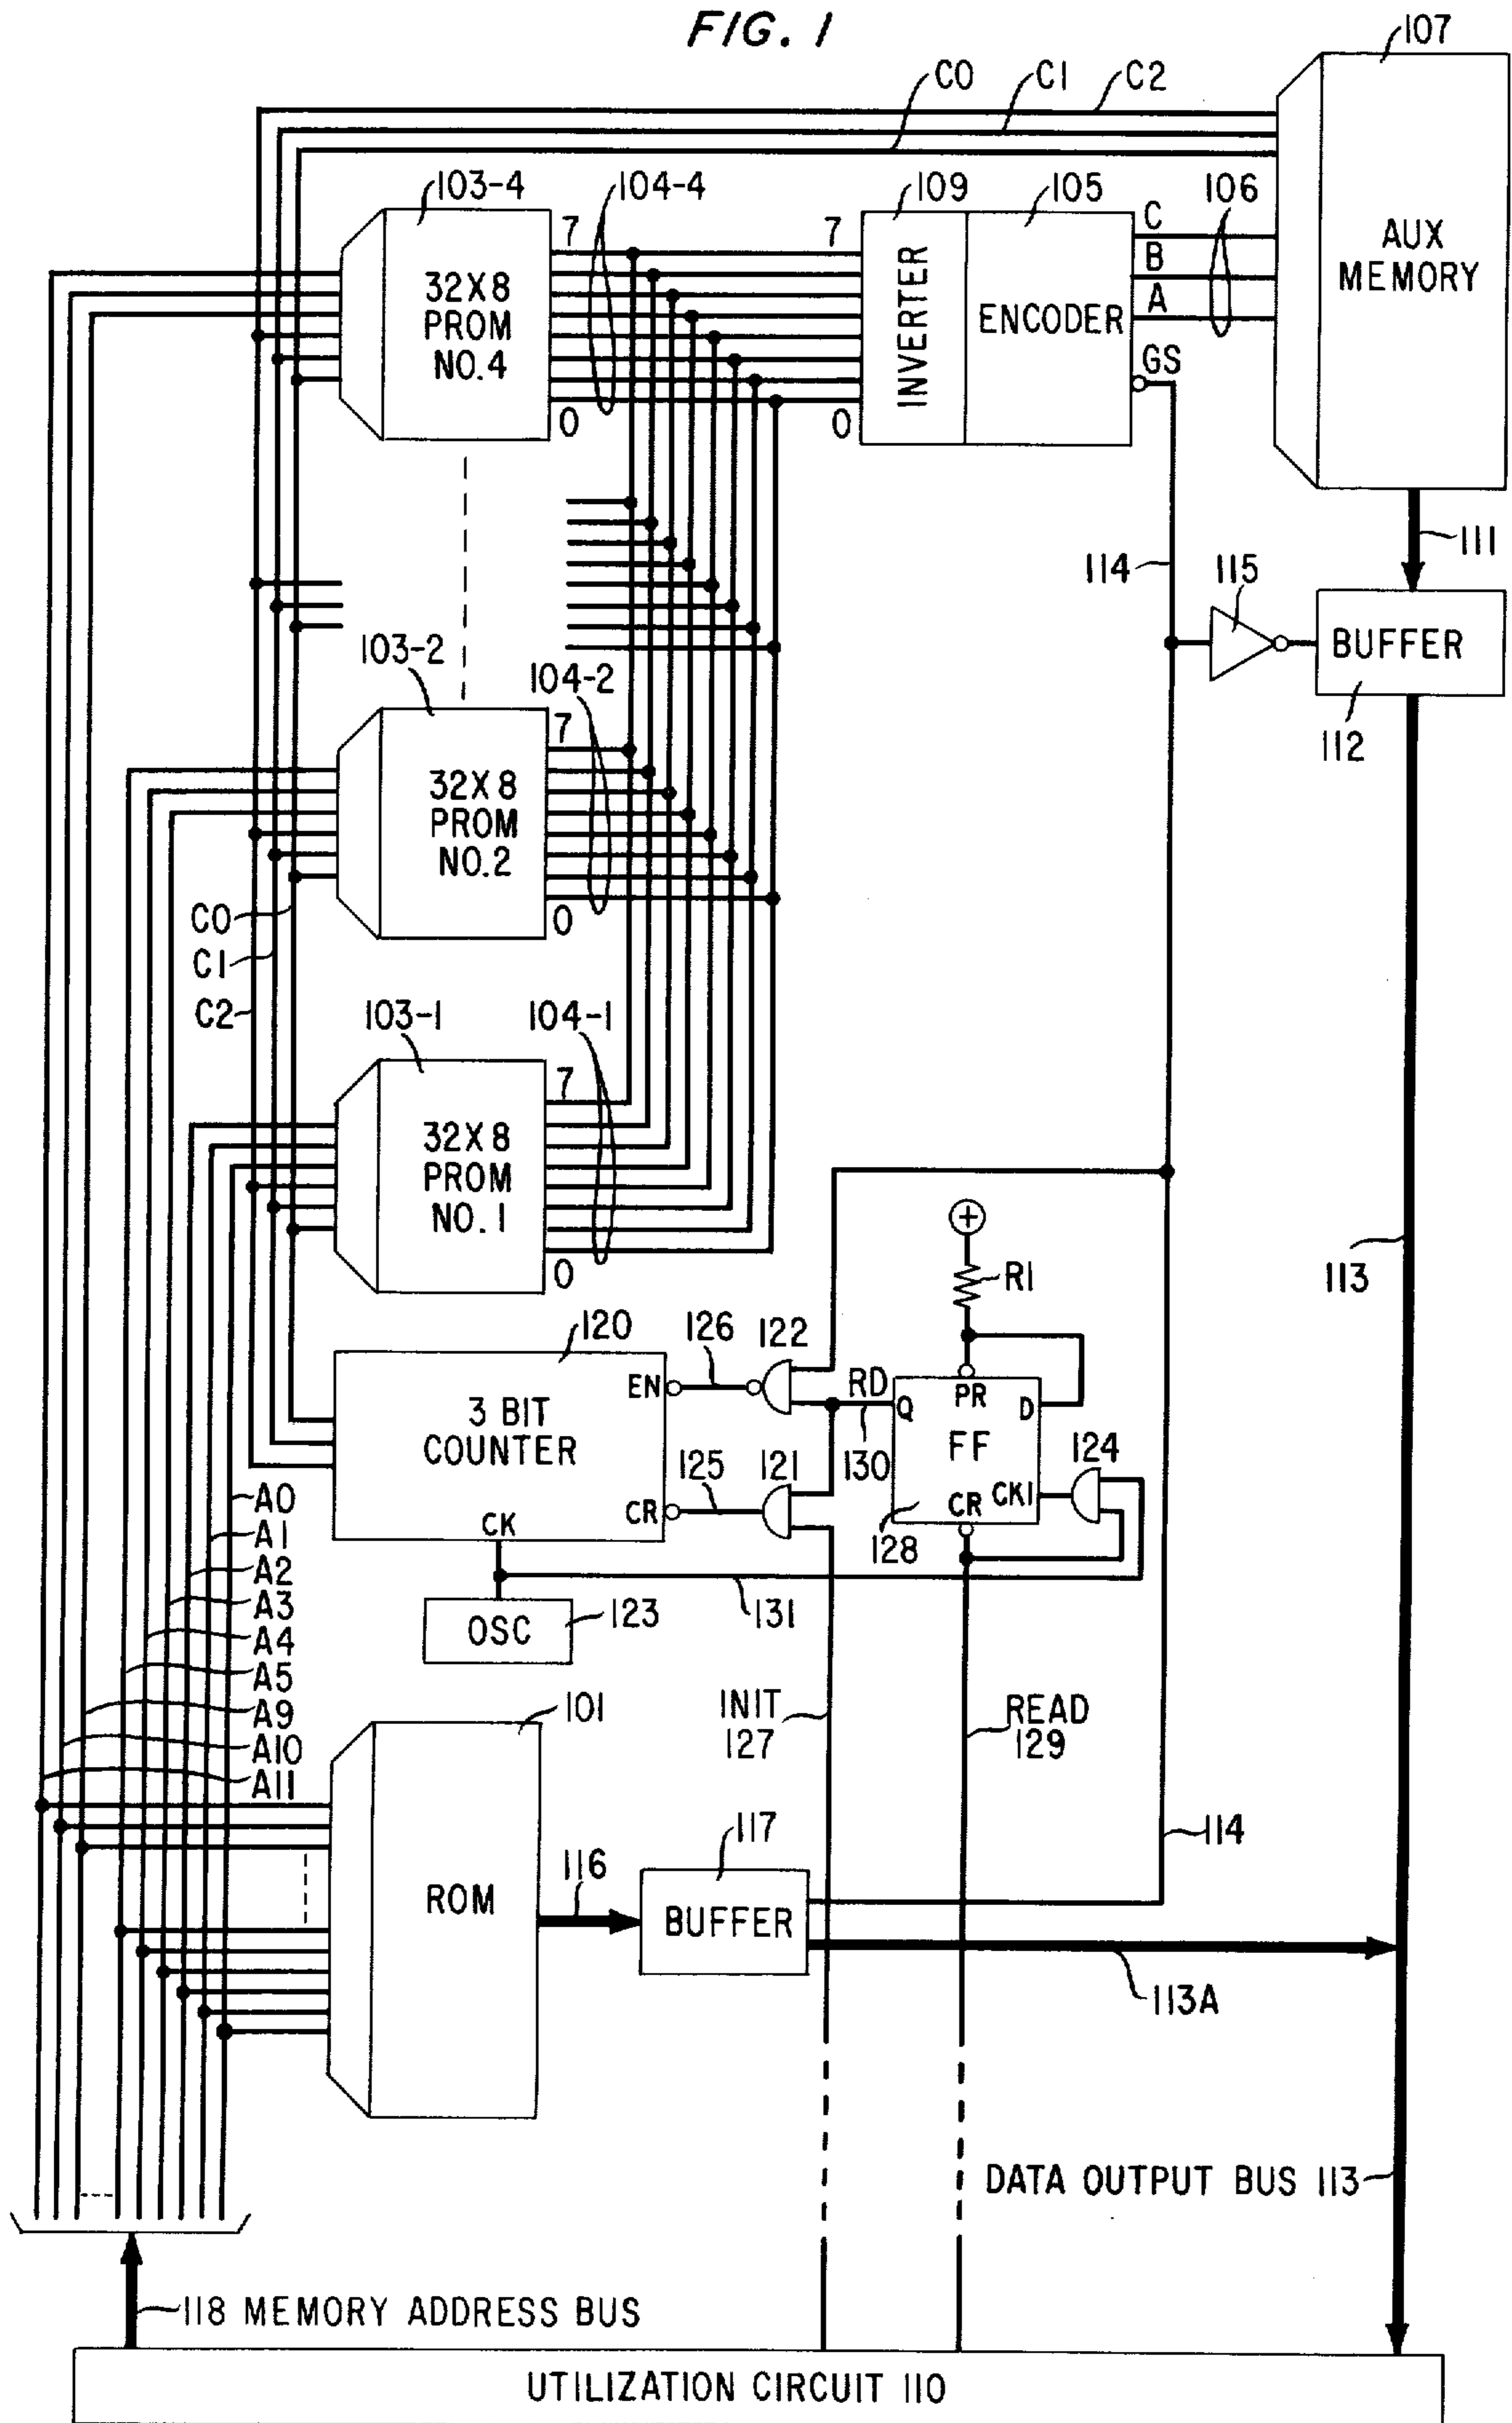 FIG. 1
107
C0
C1
C2
103-4
104-4
109
105
106
7
7
C
B
A
GS
32X8
PROM
NO.4
INVERTER
ENCODER
AUX
MEMORY
0
0
111
114
115
BUFFER
112
103-2
104-2
7
32X8
PROM
NO.2
0
C0
C1
C2
103-1
104-1
7
32X8
PROM
NO.1
0
113
R1
120
126
122
EN
RD
Q
PR
D
3 BIT
COUNTER
FF
130
124
125
121
CR
CR
CK1
CK
128
A0
A1
A2
A3
A4
A5
A9
A10
A11
OSC
123
131
101
INIT
127
READ
129
117
114
116
ROM
BUFFER
113A
DATA OUTPUT BUS 113
118 MEMORY ADDRESS BUS
UTILIZATION CIRCUIT 110